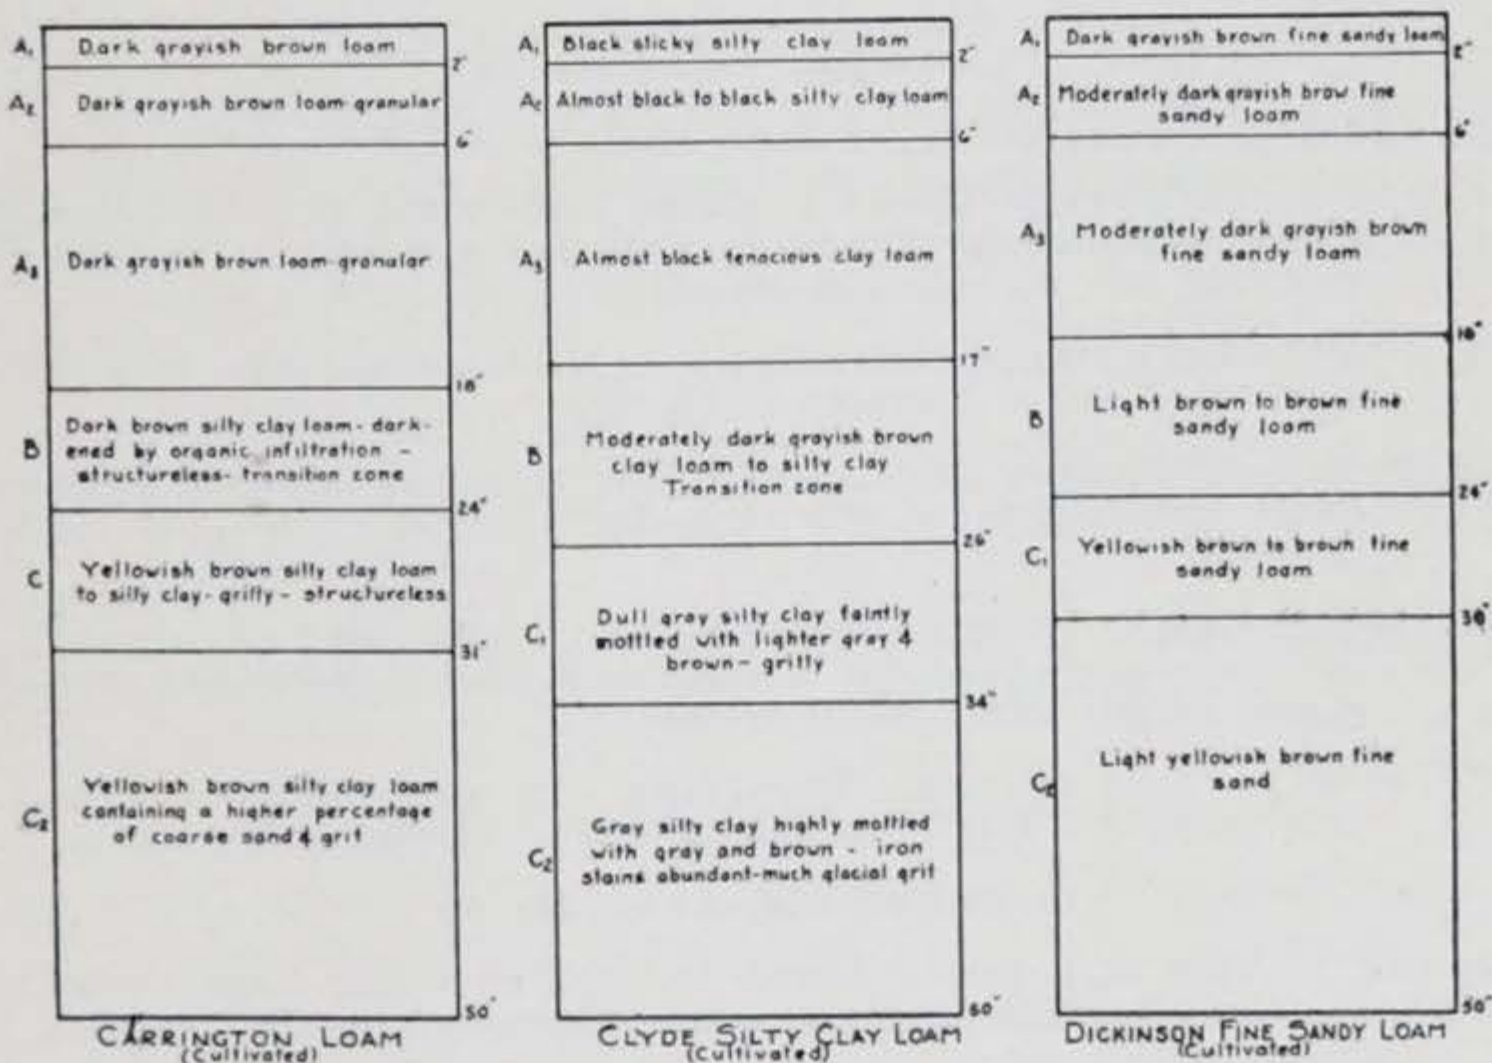 A₁
Dark grayish brown loam
2"
A₂
Dark grayish brown loam-granular
6"
A₃
Dark grayish brown loam-granular
18"
B
Dark brown silty clay loam - dark-
ened by organic infiltration -
structureless - transition zone
24"
C
Yellowish brown silty clay loam
to silty clay - gritty - structureless
31"
C₂
Yellowish brown silty clay loam
containing a higher percentage
of coarse sand & grit
50"
CARRINGTON LOAM
(Cultivated)
A₁
Black sticky silty clay loam
2"
A₂
Almost black to black silty clay loam
6"
A₃
Almost black tenacious clay loam
17"
B
Moderately dark grayish brown
clay loam to silty clay
Transition zone
26"
C₁
Dull gray silty clay faintly
mottled with lighter gray &
brown - gritty
34"
C₂
Gray silty clay highly mottled
with gray and brown - iron
stains abundant-much glacial grit
50"
CLYDE SILTY CLAY LOAM
(Cultivated)
A₁
Dark grayish brown fine sandy loam
2"
A₂
Moderately dark grayish brow fine
sandy loam
6"
A₃
Moderately dark grayish brown
fine sandy loam
16"
B
Light brown to brown fine
sandy loam
24"
C₁
Yellowish brown to brown fine
sandy loam
30"
C₂
Light yellowish brown fine
sand
50"
DICKINSON FINE SANDY LOAM
(Cultivated)